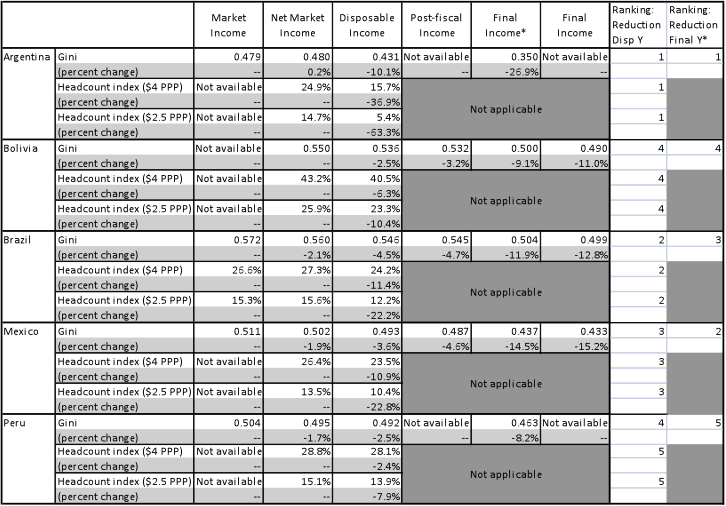 Market Income | Net Market Income | Disposable Income | Post-fiscal Income | Final Income* | Final Income | Ranking: Reduction Disp Y | Ranking: Reduction Final Y*
Argentina | Gini | 0.479 | 0.480 | 0.431 | Not available | 0.350 | Not available | 1 | 1
(percent change) | -- | 0.2% | -10.1% | -- | -26.9% | --
Headcount index ($4 PPP) | Not available | 24.9% | 15.7% | Not applicable | 1
(percent change) | -- | -- | -36.9%
Headcount index ($2.5 PPP) | Not available | 14.7% | 5.4% | 1
(percent change) | -- | -- | -63.3%
Bolivia | Gini | Not available | 0.550 | 0.536 | 0.532 | 0.500 | 0.490 | 4 | 4
(percent change) | -- | -- | -2.5% | -3.2% | -9.1% | -11.0%
Headcount index ($4 PPP) | Not available | 43.2% | 40.5% | Not applicable | 4
(percent change) | -- | -- | -6.3%
Headcount index ($2.5 PPP) | Not available | 25.9% | 23.3% | 4
(percent change) | -- | -- | -10.4%
Brazil | Gini | 0.572 | 0.560 | 0.546 | 0.545 | 0.504 | 0.499 | 2 | 3
(percent change) | -- | -2.1% | -4.5% | -4.7% | -11.9% | -12.8%
Headcount index ($4 PPP) | 26.6% | 27.3% | 24.2% | Not applicable | 2
(percent change) | -- | -- | -11.4%
Headcount index ($2.5 PPP) | 15.3% | 15.6% | 12.2% | 2
(percent change) | -- | -- | -22.2%
Mexico | Gini | 0.511 | 0.502 | 0.493 | 0.487 | 0.437 | 0.433 | 3 | 2
(percent change) | -- | -1.9% | -3.6% | -4.6% | -14.5% | -15.2%
Headcount index ($4 PPP) | Not available | 26.4% | 23.5% | Not applicable | 3
(percent change) | -- | -- | -10.9%
Headcount index ($2.5 PPP) | Not available | 13.5% | 10.4% | 3
(percent change) | -- | -- | -22.8%
Peru | Gini | 0.504 | 0.495 | 0.492 | Not available | 0.463 | Not available | 4 | 5
(percent change) | -- | -1.7% | -2.5% | -- | -8.2% | --
Headcount index ($4 PPP) | Not available | 28.8% | 28.1% | Not applicable | 5
(percent change) | -- | -- | -2.4%
Headcount index ($2.5 PPP) | Not available | 15.1% | 13.9% | 5
(percent change) | -- | -- | -7.9%